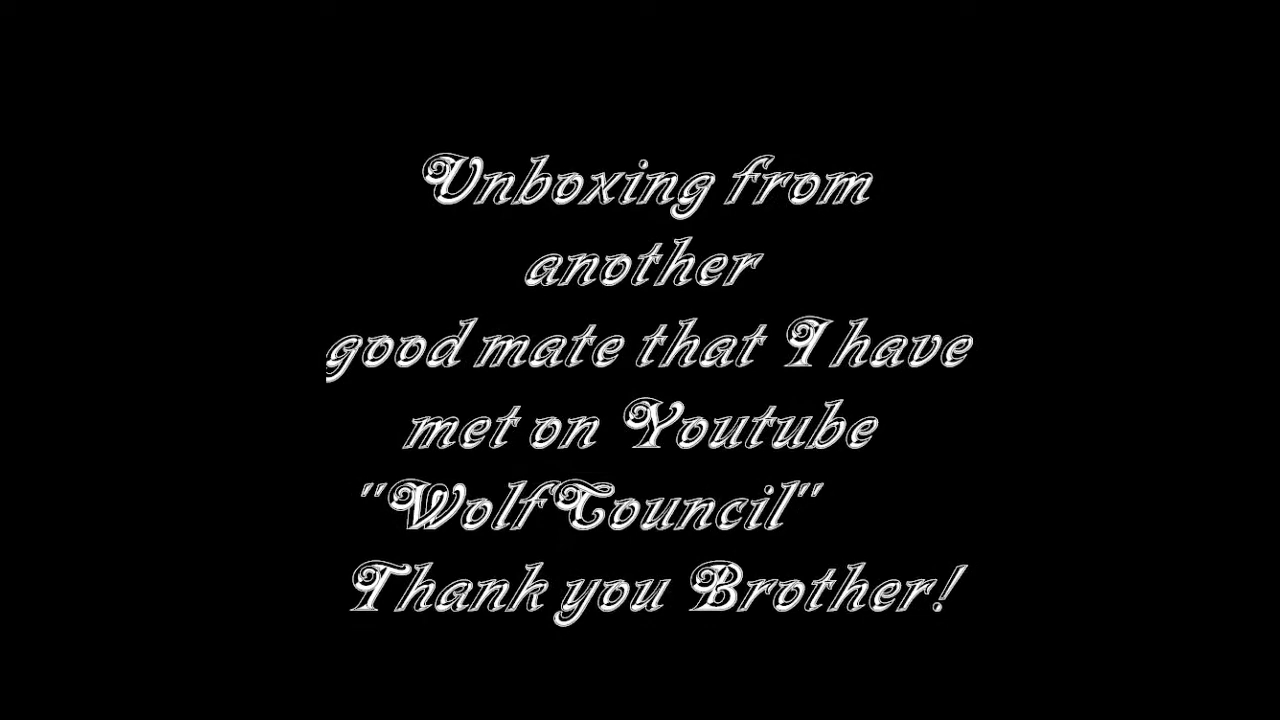 Unboxing from
another
good mate that I have
met on Youtube
"WolfCouncil"
Thank you Brother!